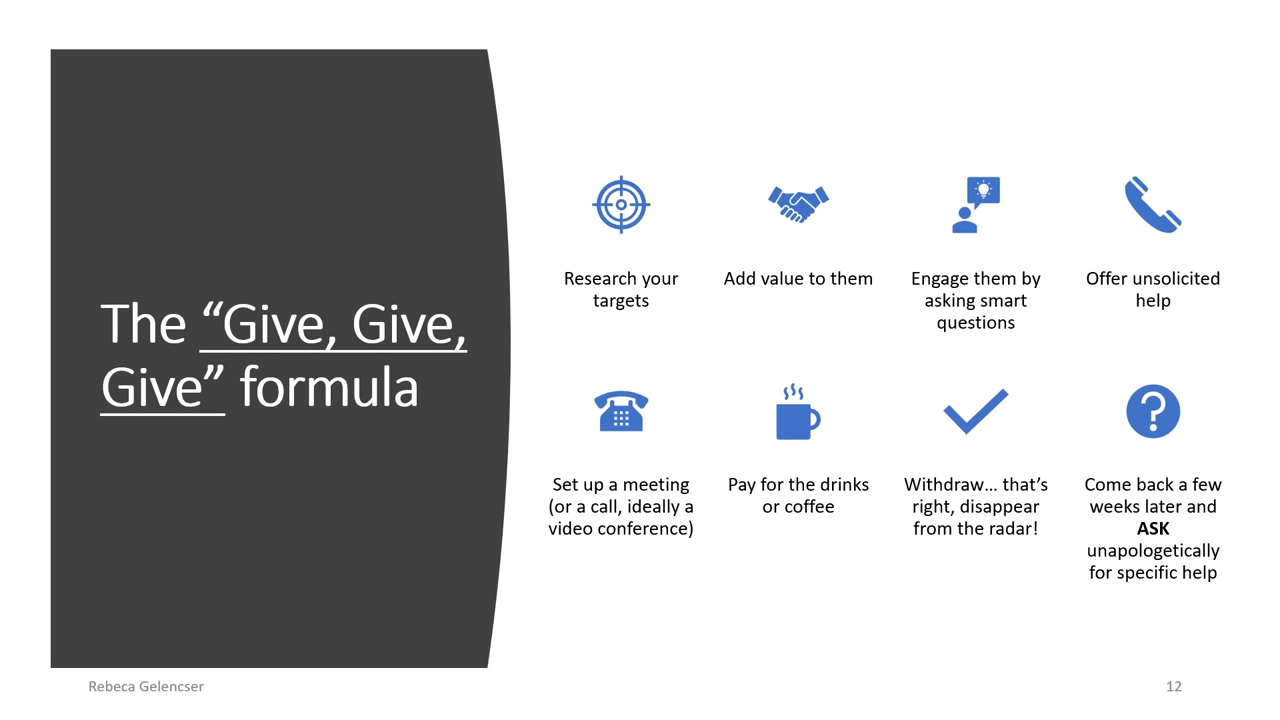 The “Give, Give,
Give” formula
Research your
targets
Add value to them
Engage them by
asking smart
questions
Offer unsolicited
help
Set up a meeting
(or a call, ideally a
video conference)
Pay for the drinks
or coffee
Withdraw… that’s
right, disappear
from the radar!
Come back a few
weeks later and
ASK
unapologetically
for specific help
Rebeca Gelencser
12